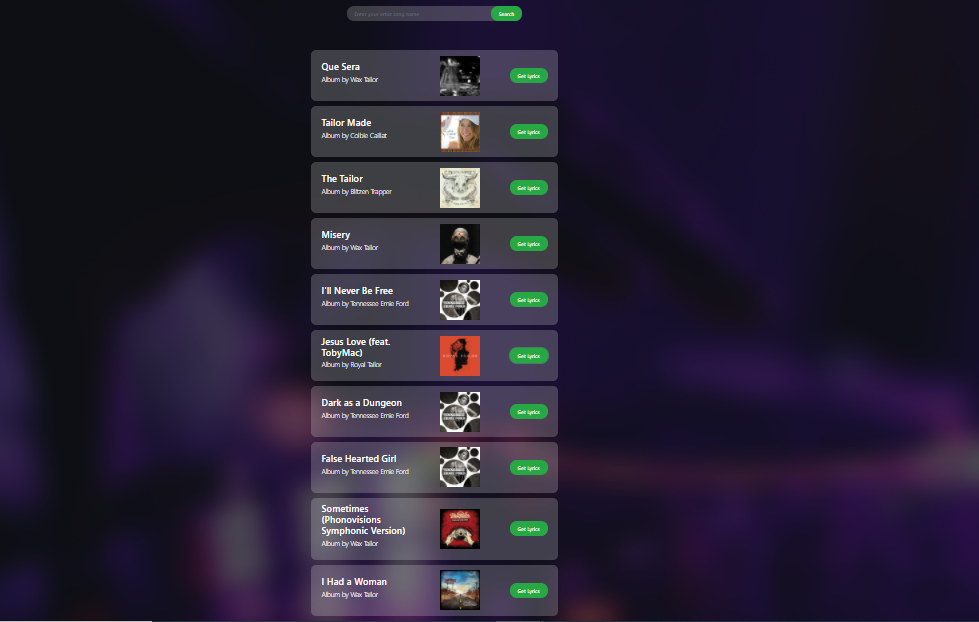 Enter your artist song name
Search
Que Sera
Album by Wax Tailor
Get Lyrics
Tailor Made
Album by Colbie Caillat
Get Lyrics
The Tailor
Album by Blitzen Trapper
Get Lyrics
Misery
Album by Wax Tailor
Get Lyrics
I'll Never Be Free
Album by Tennessee Ernie Ford
Get Lyrics
Jesus Love (feat.
TobyMac)
Album by Royal Tailor
ROYAL TAILOR
Get Lyrics
Dark as a Dungeon
Album by Tennessee Ernie Ford
Get Lyrics
False Hearted Girl
Album by Tennessee Ernie Ford
Get Lyrics
Sometimes
(Phonovisions
Symphonic Version)
Album by Wax Tailor
Get Lyrics
I Had a Woman
Album by Wax Tailor
Get Lyrics